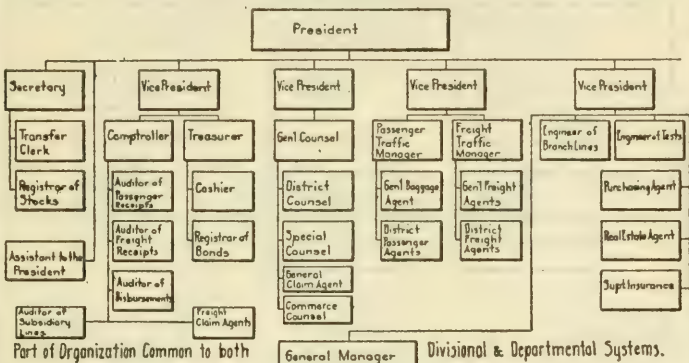 President
Secretary
Vice President
Vice President
Vice President
Vice President
Transfer
Clerk
Registrar of
Stocks
Assistant to the
President
Comptroller
Treasurer
Auditor of
Passenger
Receipts
Cashier
Auditor of
Freight
Receipts
Registrar of
Bonds
Auditor of
Disbursements
Auditor of
Subsidiary
Lines
Freight
Claim Agents
Gen'l Counsel
District
Counsel
Special
Counsel
General
Claim Agent
Commerce
Counsel
Passenger
Traffic
Manager
Freight
Traffic
Manager
Gen'l Baggage
Agent
Gen'l Freight
Agents
District
Passenger
Agents
District
Freight Agents
Engineer of
Branch Lines
Engineer of Tests
Purchasing Agent
Real Estate Agent
Supt Insurance
General Manager
Part of Organization Common to both Divisional & Departmental Systems.